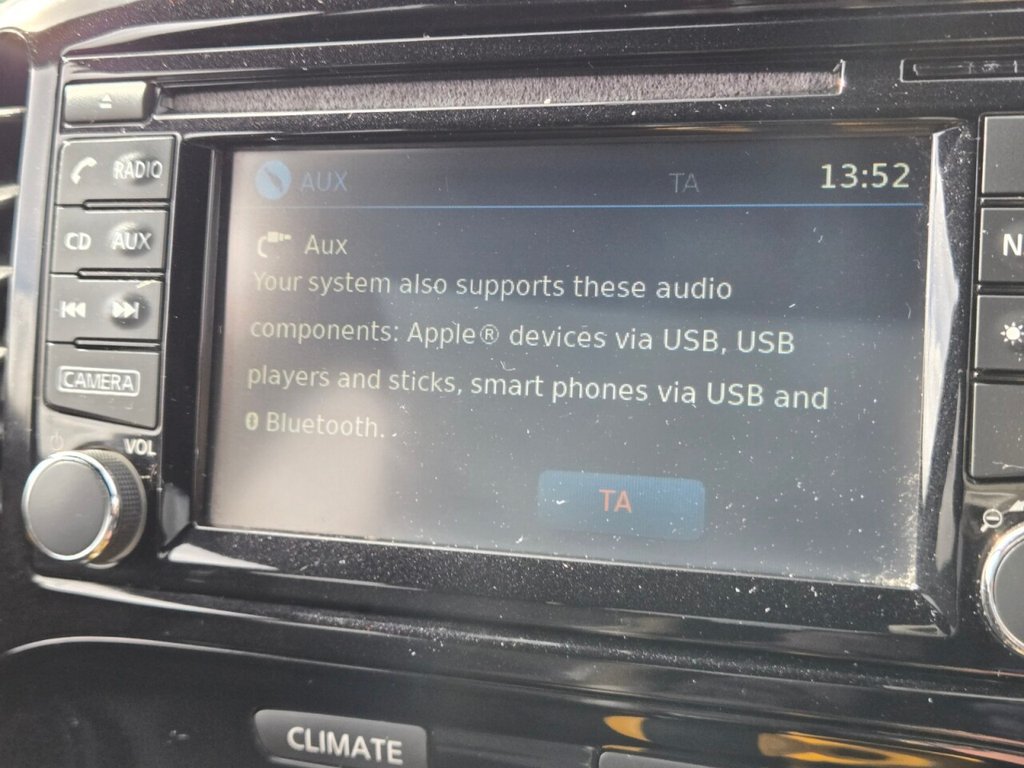 RADIO
CD AUX
CAMERA
VOL
AUX TA 13:52
Aux
Your system also supports these audio
components: Apple® devices via USB, USB
players and sticks, smart phones via USB and
Bluetooth.
TA
CLIMATE